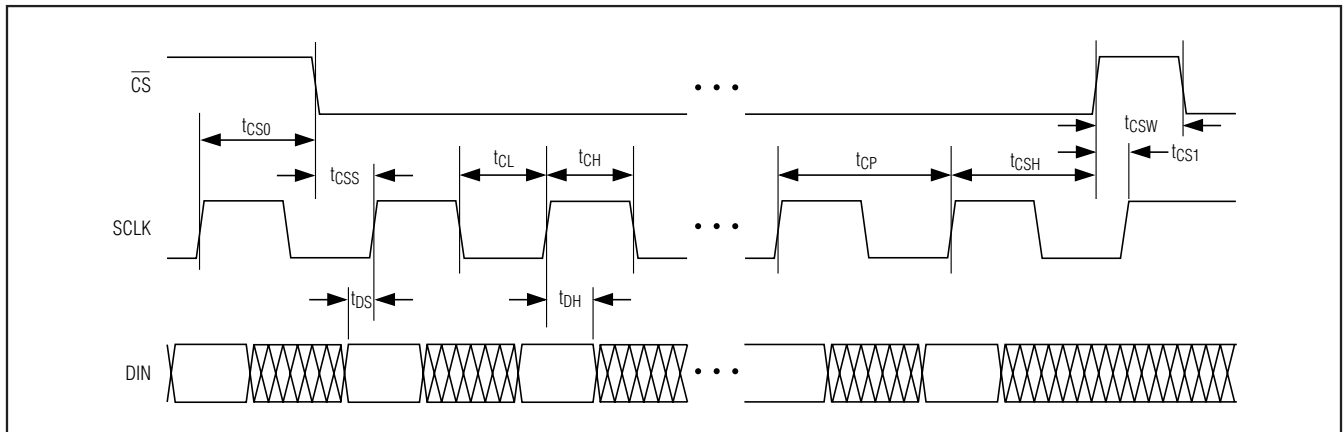 CS
tCS0
tCSS
tCL
tCH
tCP
tCSH
tCSW
tCS1
SCLK
tDS
tDH
DIN